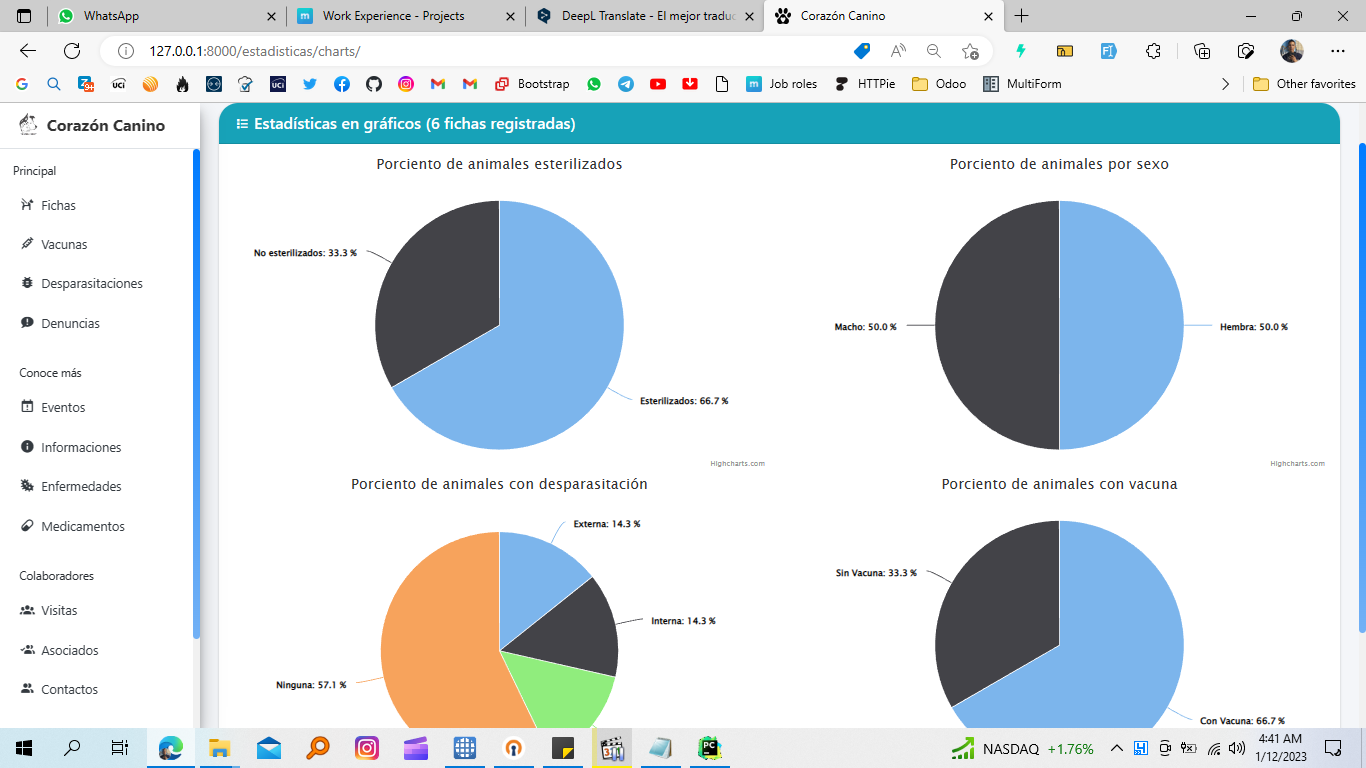 WhatsApp
Work Experience - Projects
DeepL Translate - El mejor traduc
Corazón Canino
127.0.0.1:8000/estadisticas/charts/
Bootstrap
Job roles
HTTPie
Odoo
MultiForm
Other favorites
Corazón Canino
Principal
Fichas
Vacunas
Desparasitaciones
Denuncias
Conoce más
Eventos
Informaciones
Enfermedades
Medicamentos
Colaboradores
Visitas
Asociados
Contactos
Estadísticas en gráficos (6 fichas registradas)
Porciento de animales esterilizados
No esterilizados: 33.3 %
Esterilizados: 66.7 %
Highcharts.com
Porciento de animales por sexo
Macho: 50.0 %
Hembra: 50.0 %
Highcharts.com
Porciento de animales con desparasitación
Externa: 14.3 %
Interna: 14.3 %
Ninguna: 57.1 %
Porciento de animales con vacuna
Sin Vacuna: 33.3 %
Con Vacuna: 66.7 %
NASDAQ +1.76%
4:41 AM
1/12/2023